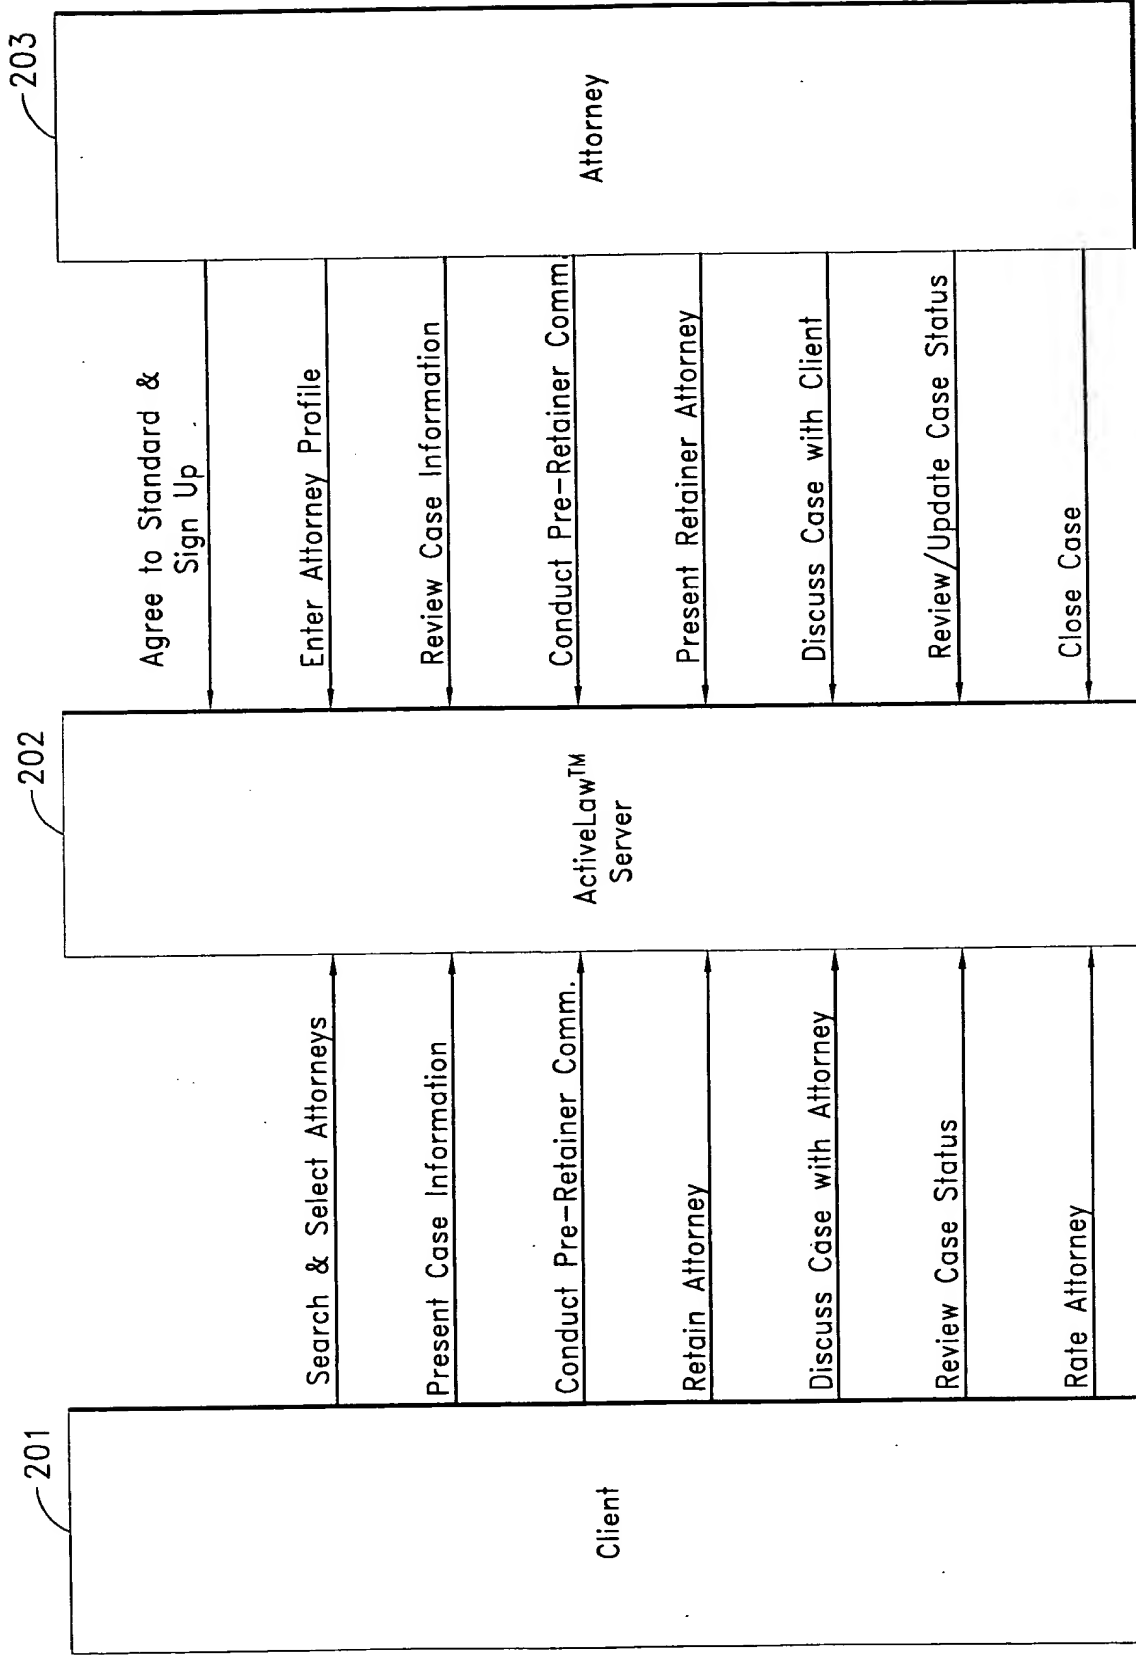 201
202
203
Client
Search & Select Attorneys
Present Case Information
Conduct Pre-Retainer Comm.
Retain Attorney
Discuss Case with Attorney
Review Case Status
Rate Attorney
ActiveLaw™
Server
Agree to Standard &
Sign Up
Enter Attorney Profile
Review Case Information
Conduct Pre-Retainer Comm.
Present Retainer Attorney
Discuss Case with Client
Review/Update Case Status
Close Case
Attorney